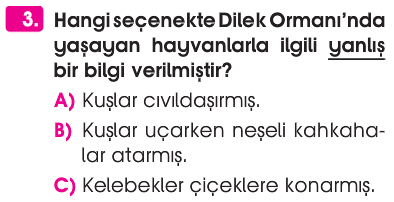 3. Hangi seçenekte Dilek Ormanı’nda
yaşayan hayvanlarla ilgili yanlış
bir bilgi verilmiştir?
A) Kuşlar cıvıldaşırmış.
B) Kuşlar uçarken neşeli kahkaha-
lar atarmış.
C) Kelebekler çiçeklere konarmış.